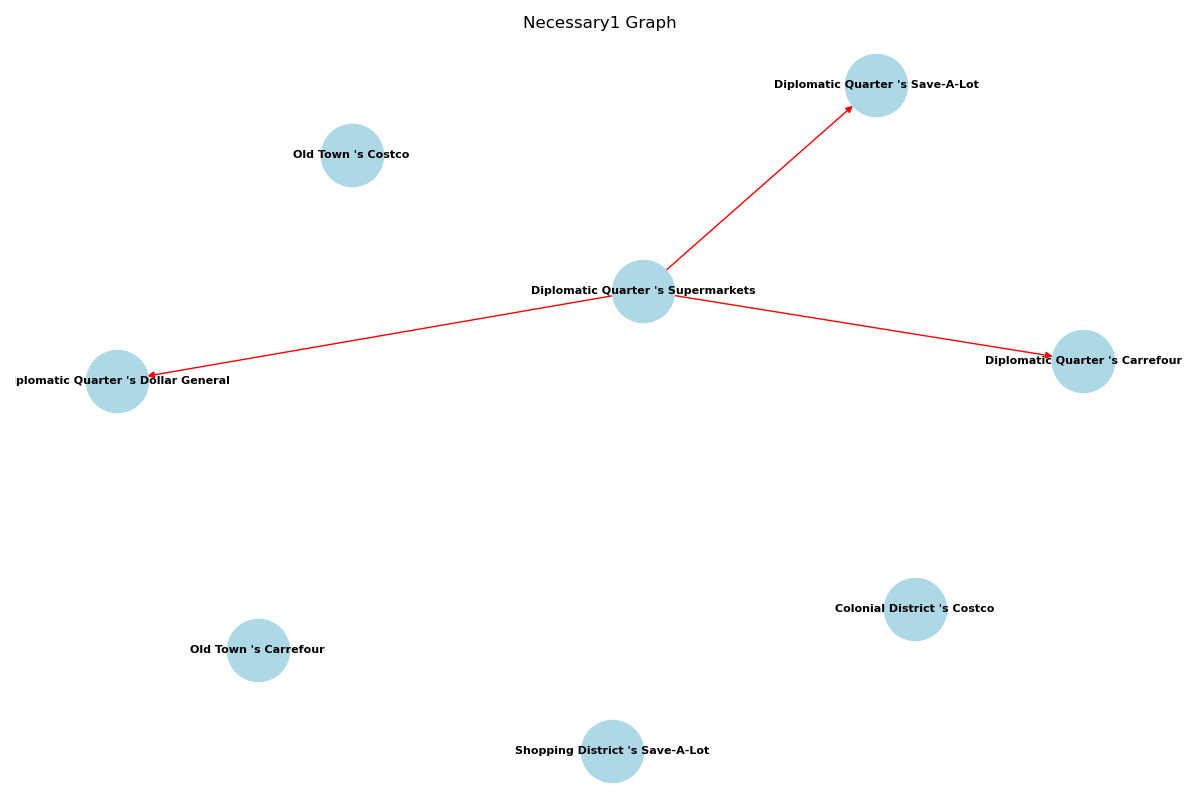 Necessary1 Graph
Diplomatic Quarter 's Save-A-Lot
Old Town 's Costco
Diplomatic Quarter 's Supermarkets
Diplomatic Quarter 's Carrefour
plomatic Quarter 's Dollar General
Colonial District 's Costco
Old Town 's Carrefour
Shopping District 's Save-A-Lot